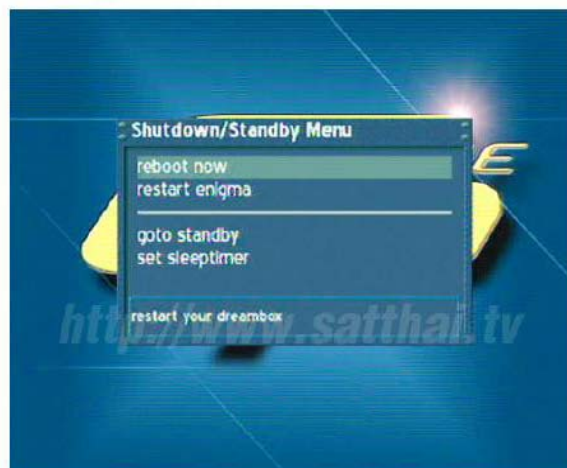 Shutdown/Standby Menu
E
reboot now
restart enigma
goto standby
set sleeptimer
restart your dreambox
http://www.satthai.tv